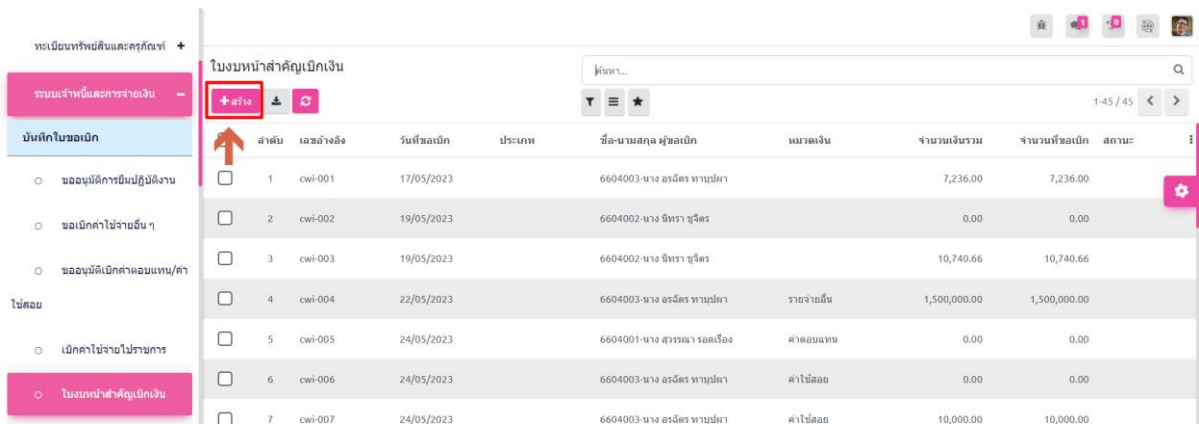 1
0
ทะเบียนทรัพย์สินและครุภัณฑ์ +
ระบบเจ้าหนี้และการจ่ายเงิน −
บันทึกใบขอเบิก
ขออนุมัติการยืมปฏิบัติงาน
ขอเบิกค่าใช้จ่ายอื่น ๆ
ขออนุมัติเบิกค่าตอบแทน/ค่า
ใช้สอย
เบิกค่าใช้จ่ายไปราชการ
ใบงบหน้าสำคัญเบิกเงิน
ใบงบหน้าสำคัญเบิกเงิน
ค้นหา...
+ สร้าง
1-45 / 45
ลำดับ เลขอ้างอิง วันที่ขอเบิก ประเภท ชื่อ-นามสกุล ผู้ขอเบิก หมวดเงิน จำนวนเงินรวม จำนวนที่ขอเบิก สถานะ
1 cwi-001 17/05/2023 6604003-นาง อรฉัตร ทาบุปผา 7,236.00 7,236.00
2 cwi-002 19/05/2023 6604002-นาง นิทรา ชูจิตร 0.00 0.00
3 cwi-003 19/05/2023 6604002-นาง นิทรา ชูจิตร 10,740.66 10,740.66
4 cwi-004 22/05/2023 6604003-นาง อรฉัตร ทาบุปผา รายจ่ายอื่น 1,500,000.00 1,500,000.00
5 cwi-005 24/05/2023 6604001-นาง สุวรรณา รอดเรือง ค่าตอบแทน 0.00 0.00
6 cwi-006 24/05/2023 6604003-นาง อรฉัตร ทาบุปผา ค่าใช้สอย 0.00 0.00
7 cwi-007 24/05/2023 6604003-นาง อรฉัตร ทาบุปผา ค่าใช้สอย 10,000.00 10,000.00